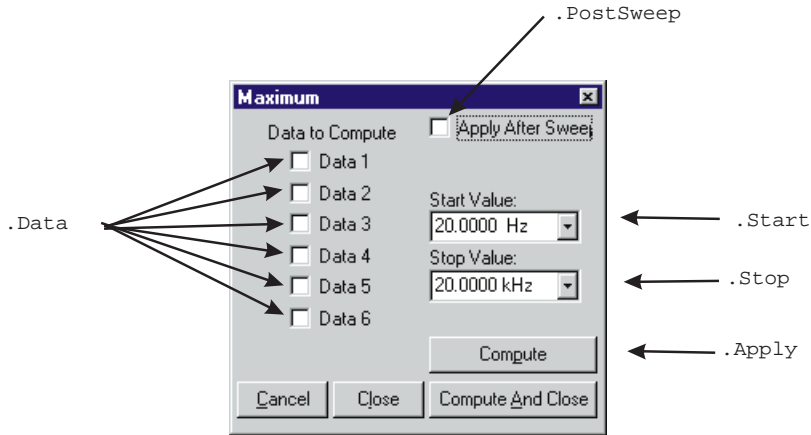 .PostSweep
Maximum
Data to Compute
Apply After Sweep
Data 1
Data 2
Data 3
Data 4
Data 5
Data 6
.Data
Start Value:
20.0000 Hz
.Start
Stop Value:
20.0000 kHz
.Stop
Compute
.Apply
Cancel
Close
Compute And Close